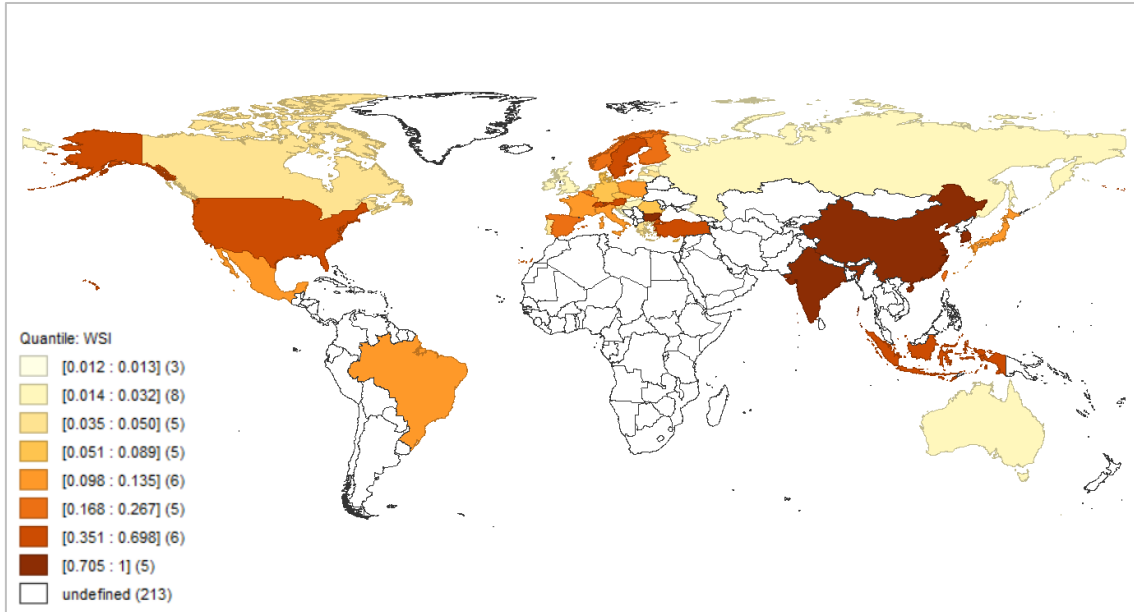 Quantile: WSI
[0.012 : 0.013] (3)
[0.014 : 0.032] (8)
[0.035 : 0.050] (5)
[0.051 : 0.089] (5)
[0.098 : 0.135] (6)
[0.168 : 0.267] (5)
[0.351 : 0.698] (6)
[0.705 : 1] (5)
undefined (213)